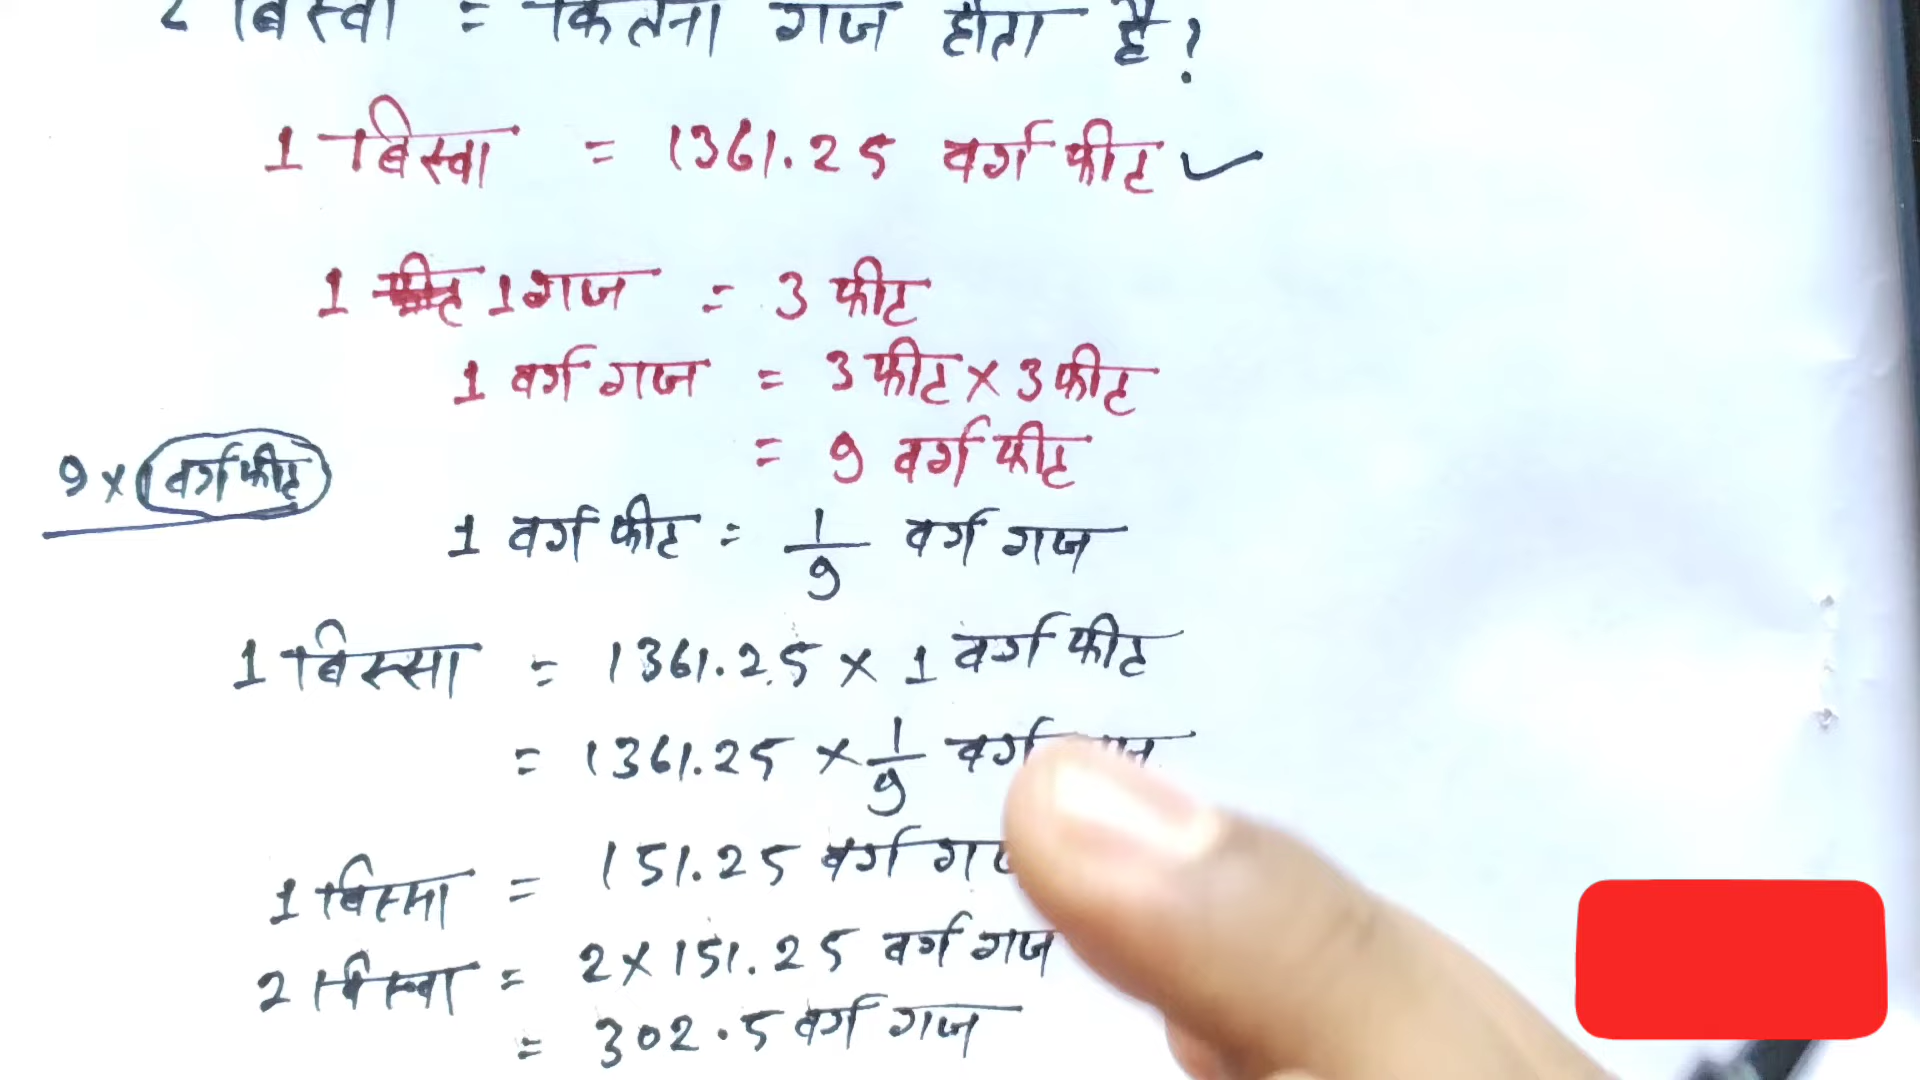 2 बिस्वा = कितना गज होता है?
1 बिस्वा = 1361.25 वर्ग फीट ✓
1 1गज = 3 फीट
1 वर्ग गज = 3 फीट × 3 फीट
= 9 वर्ग फीट
9 × 1 वर्ग फीट
1 वर्ग फीट = 1/9 वर्ग गज
1 बिस्सा = 1361.25 × 1 वर्ग फीट
= 1361.25 × 1/9 वर्ग
1 बिस्सा = 151.25 वर्ग
2 बिस्वा = 2 × 151.25 वर्ग गज
= 302.5 वर्ग गज